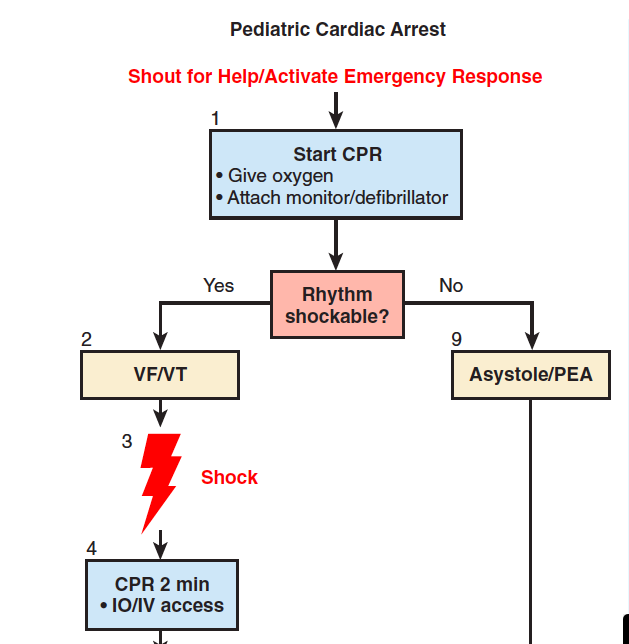 Pediatric Cardiac Arrest
Shout for Help/Activate Emergency Response
1
Start CPR
• Give oxygen
• Attach monitor/defibrillator
Yes
Rhythm
shockable?
No
2
VF/VT
9
Asystole/PEA
3
Shock
4
CPR 2 min
• IO/IV access